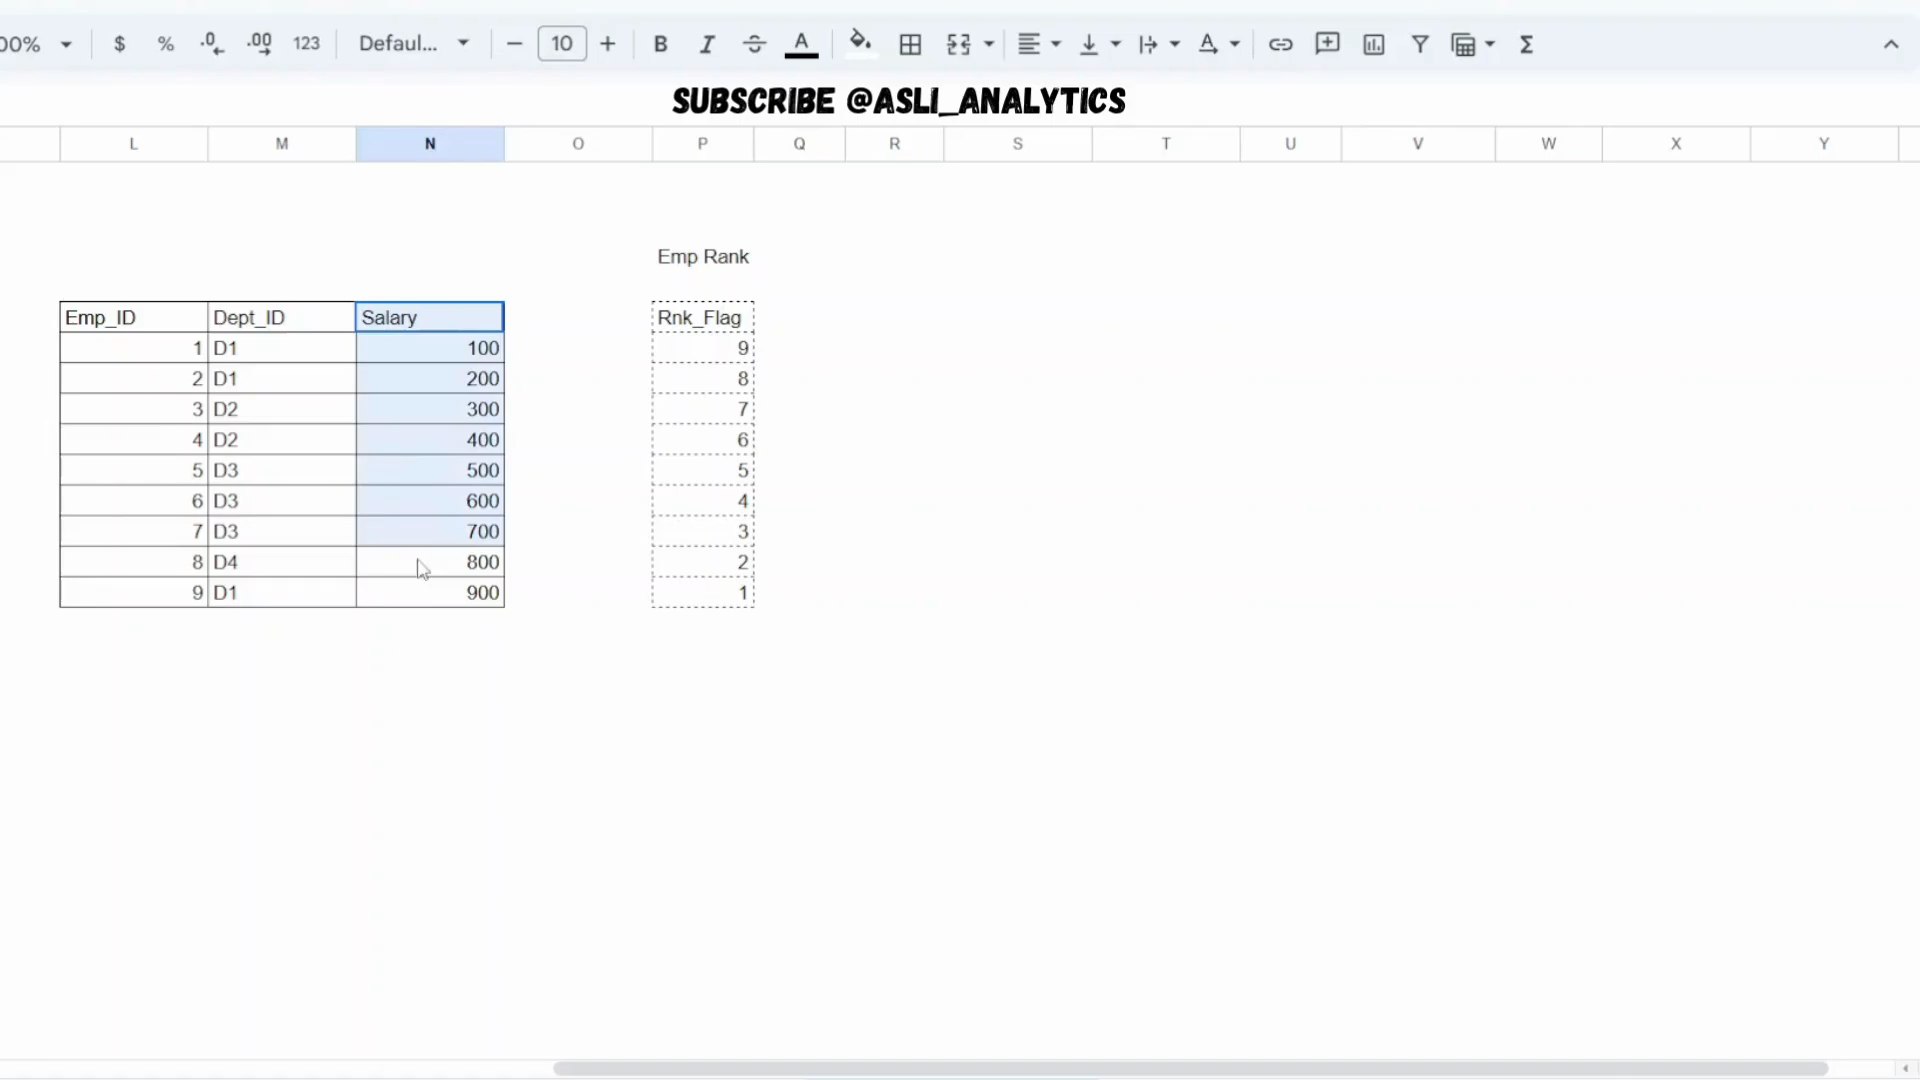 00% $ % .0 .00 123 Defaul... 10 B I A A Σ
SUBSCRIBE @ASLI_ANALYTICS
L M N O P Q R S T U V W X Y
Emp Rank
Emp_ID Dept_ID Salary Rnk_Flag
1 D1 100 9
2 D1 200 8
3 D2 300 7
4 D2 400 6
5 D3 500 5
6 D3 600 4
7 D3 700 3
8 D4 800 2
9 D1 900 1